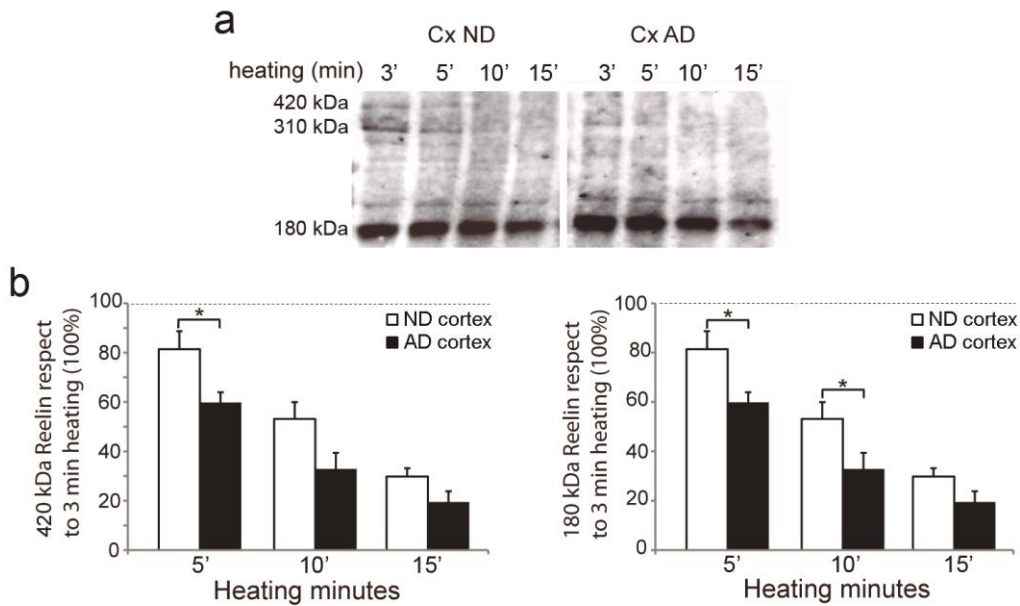 a
Cx ND Cx AD
heating (min) 3’ 5’ 10’ 15’ 3’ 5’ 10’ 15’
420 kDa
310 kDa
180 kDa
b
420 kDa Reelin respect
to 3 min heating (100%)
100
80
60
40
20
0
*
ND cortex
AD cortex
5’ 10’ 15’
Heating minutes
180 kDa Reelin respect
to 3 min heating (100%)
100
80
60
40
20
0
*
*
ND cortex
AD cortex
5’ 10’ 15’
Heating minutes